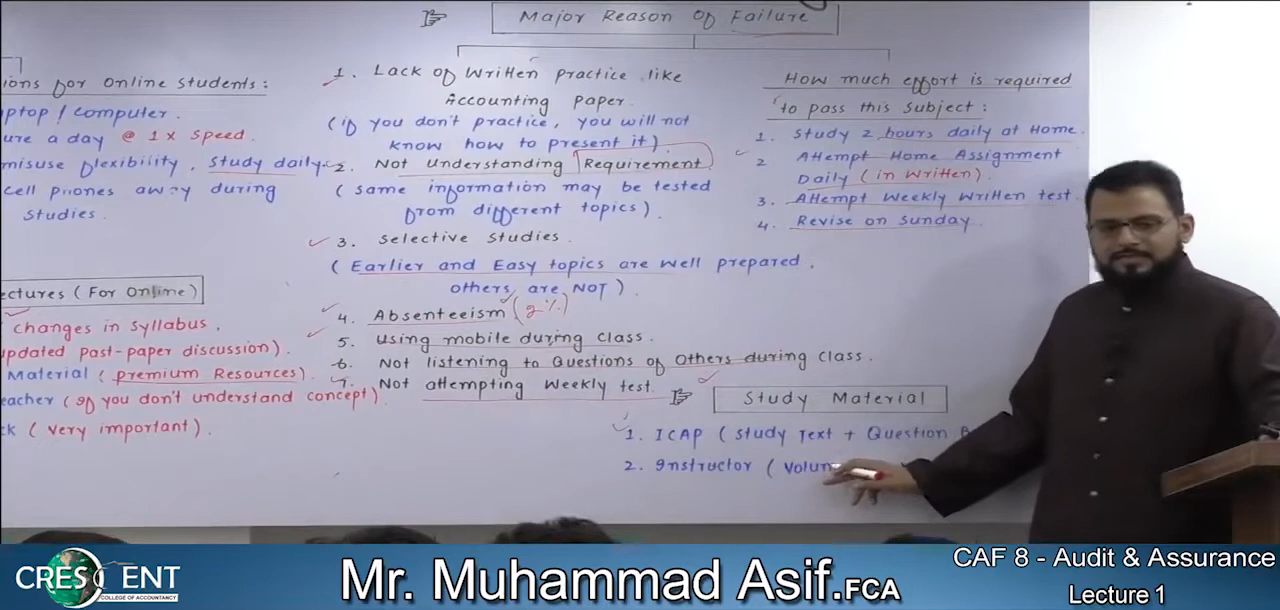 Major Reason Of Failure
ions for Online Students:
laptop / computer.
ure a day @ 1x Speed.
misuse flexibility, Study daily.
cell phones away during
Studies.
ectures (For Online)
changes in Syllabus.
updated past-paper discussion).
Material (premium Resources).
eacher (If you don't understand concept)
ck (very important).
1. Lack of Written practice like
Accounting Paper.
(if you don't practice, you will not
know how to present it)
2. Not Understanding Requirement
(same information may be tested
from different topics).
3. Selective Studies.
(Earlier and Easy topics are well prepared.
others are NOT).
4. Absenteeism (2%)
5. Using mobile during class.
6. Not listening to Questions of Others during class.
7. Not attempting Weekly test.
How much effort is required
to pass this Subject:
1. Study 2 hours daily at Home.
2 Attempt Home Assignment
Daily (in written).
3. Attempt Weekly Written test.
4. Revise on Sunday.
Study Material
1. ICAP (Study Text + Question B
2. Instructor (Volum
CRESCENT
COLLEGE OF ACCOUNTANCY
Mr. Muhammad Asif.FCA
CAF 8 - Audit & Assurance
Lecture 1